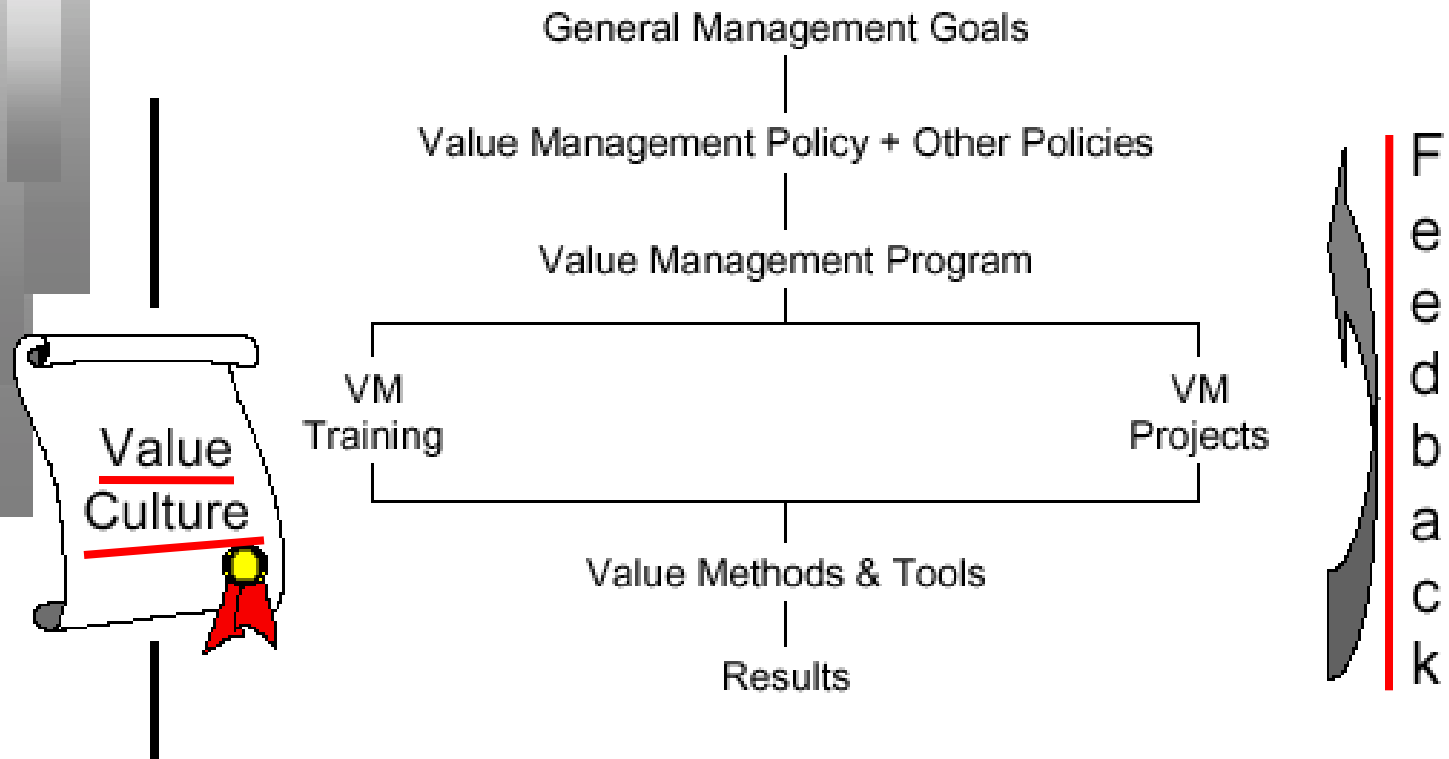 General Management Goals
Value Management Policy + Other Policies
Value Management Program
VM
Training
VM
Projects
Value
Culture
Value Methods & Tools
Results
Feedback